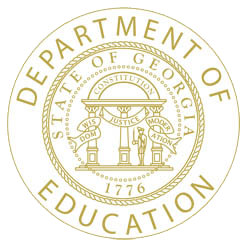 DEPARTMENT OF
EDUCATION
STATE OF GEORGIA
CONSTITUTION
WISDOM
JUSTICE
MODERATION
1776